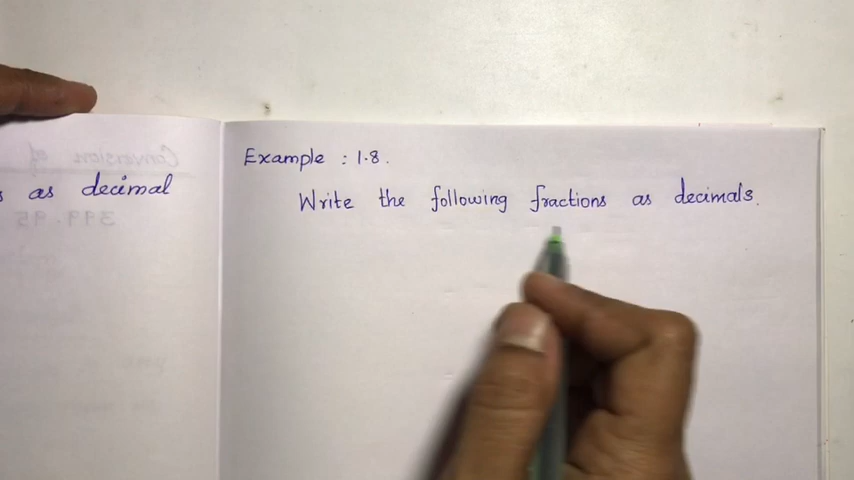 as decimal
Example : 1.8.
Write the following fractions as decimals.